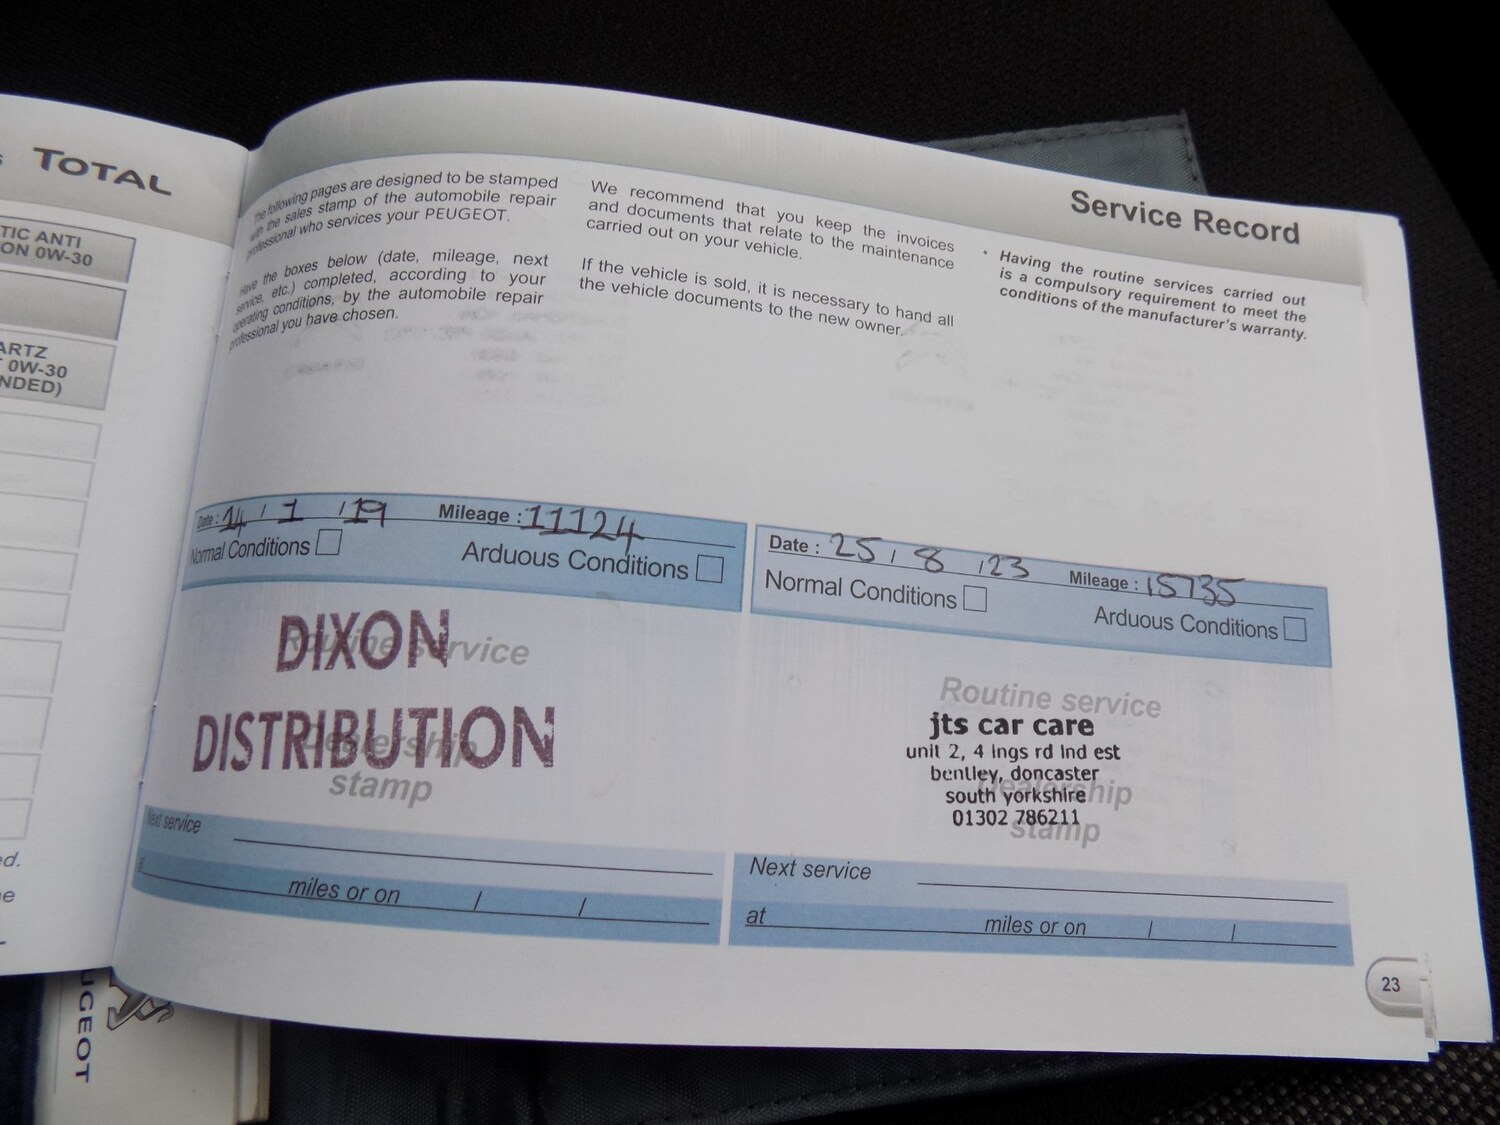 TOTAL
TIC ANTI
ON 0W-30
ARTZ
0W-30
NDED)
ed.
UGEOT
Service Record
The following pages are designed to be stamped
with the sales stamp of the automobile repair
professional who services your PEUGEOT.
Have the boxes below (date, mileage, next
service, etc.) completed, according to your
operating conditions, by the automobile repair
professional you have chosen.
We recommend that you keep the invoices
and documents that relate to the maintenance
carried out on your vehicle.
If the vehicle is sold, it is necessary to hand all
the vehicle documents to the new owner.
• Having the routine services carried out
is a compulsory requirement to meet the
conditions of the manufacturer's warranty.
Date : 14 / 1 / 19 Mileage : 11124
Normal Conditions Arduous Conditions
Routine service
DIXON
Dealership
DISTRIBUTION
stamp
Next service
at miles or on / /
Date : 25 / 8 / 23 Mileage : 15735
Normal Conditions Arduous Conditions
Routine service
jts car care
unit 2, 4 ings rd ind est
bentley, doncaster
Dealership
south yorkshire
01302 786211
stamp
Next service
at miles or on / /
23